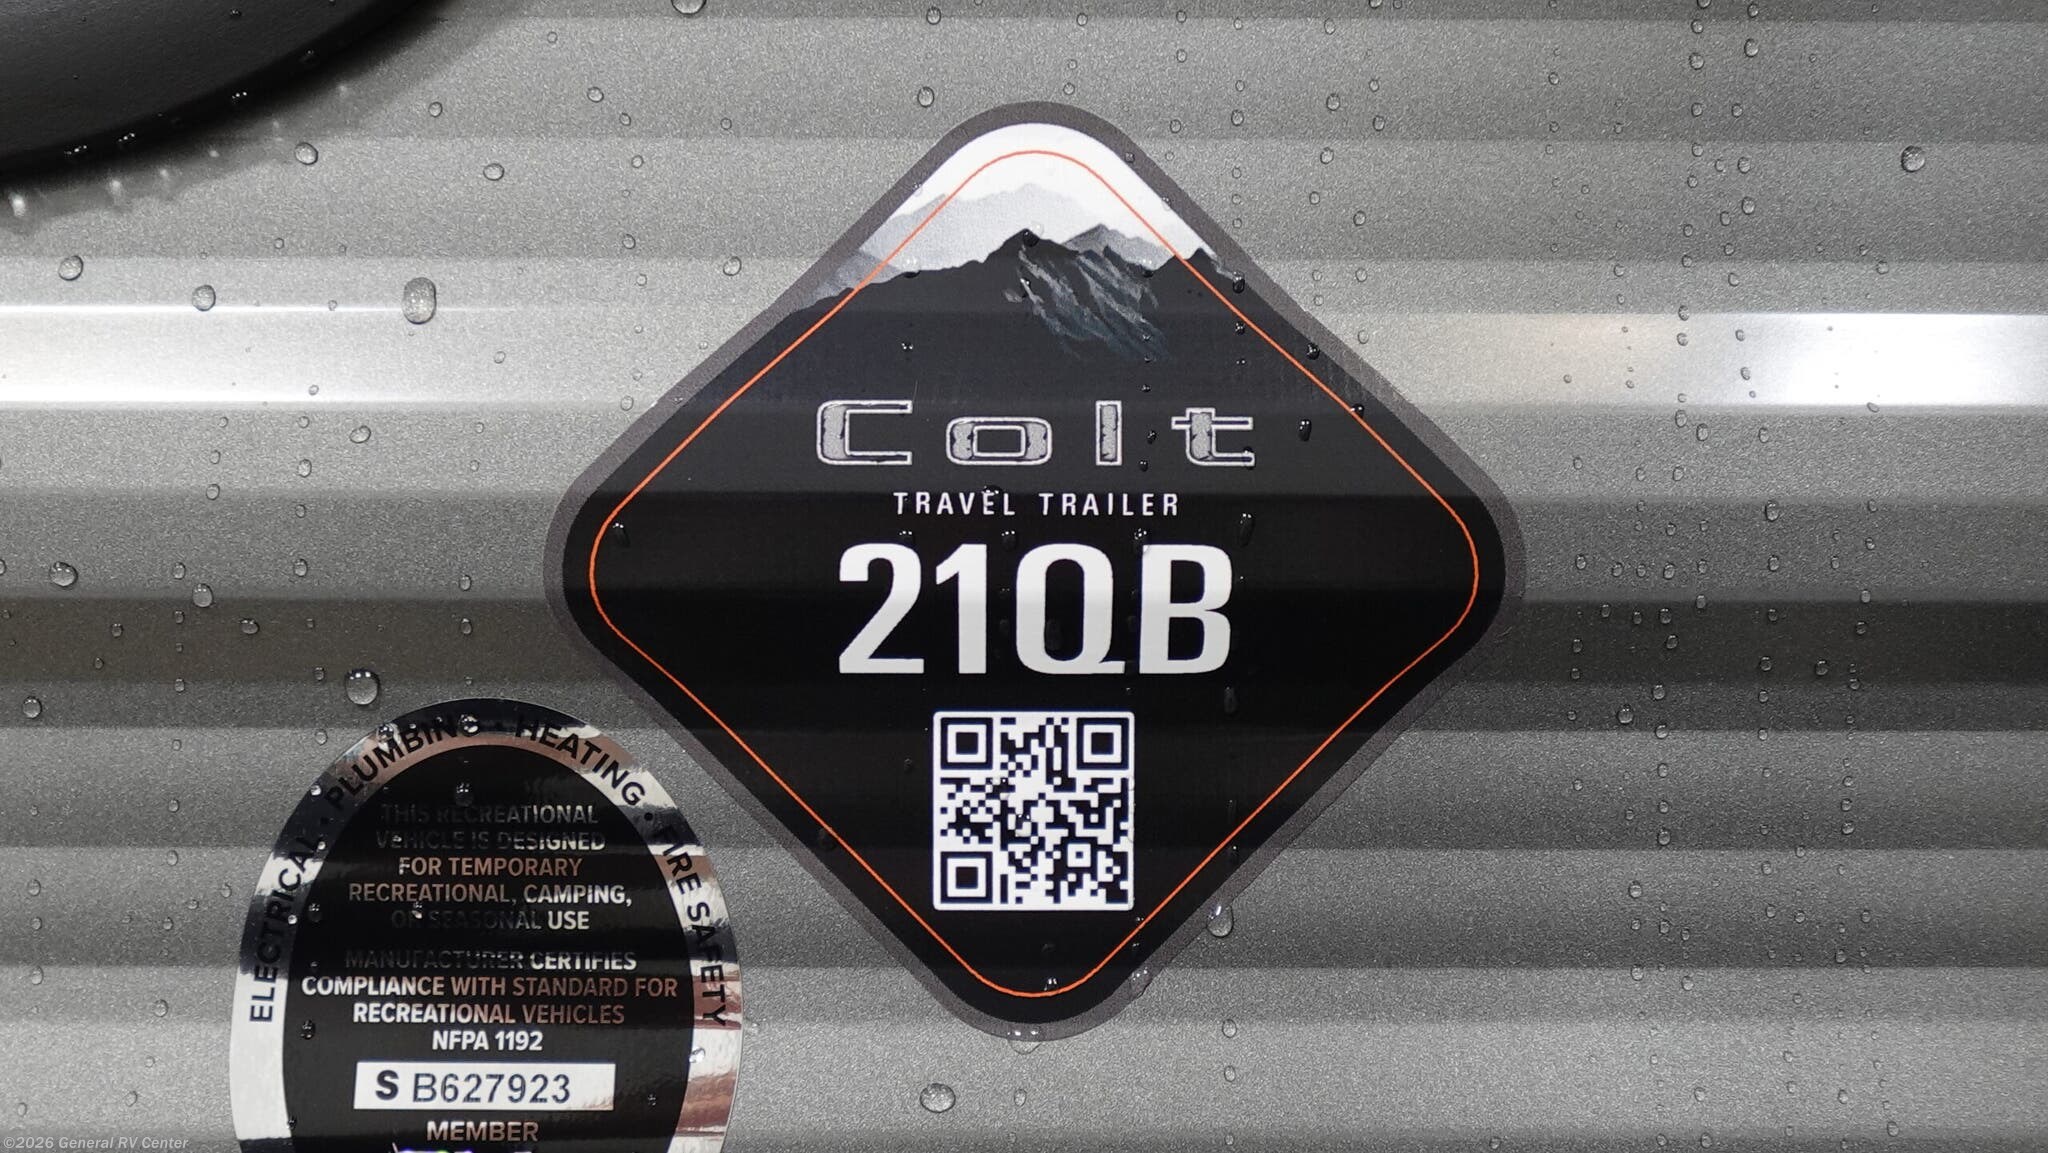 Colt
TRAVEL TRAILER
21QB
ELECTRICAL • PLUMBING • HEATING • FIRE SAFETY
THIS RECREATIONAL
VEHICLE IS DESIGNED
FOR TEMPORARY
RECREATIONAL, CAMPING,
OR SEASONAL USE
MANUFACTURER CERTIFIES
COMPLIANCE WITH STANDARD FOR
RECREATIONAL VEHICLES
NFPA 1192
S B627923
MEMBER
©2026 General RV Center